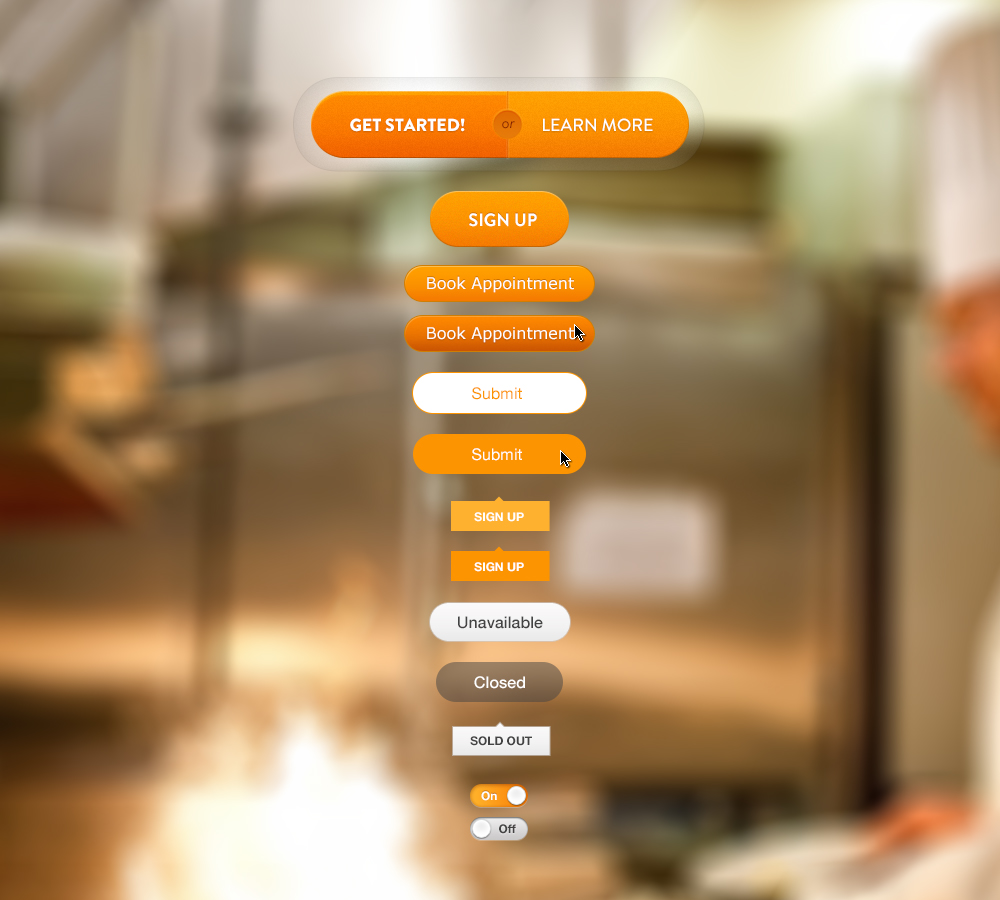 GET STARTED! or LEARN MORE
SIGN UP
Book Appointment
Book Appointment
Submit
Submit
SIGN UP
SIGN UP
Unavailable
Closed
SOLD OUT
On
Off